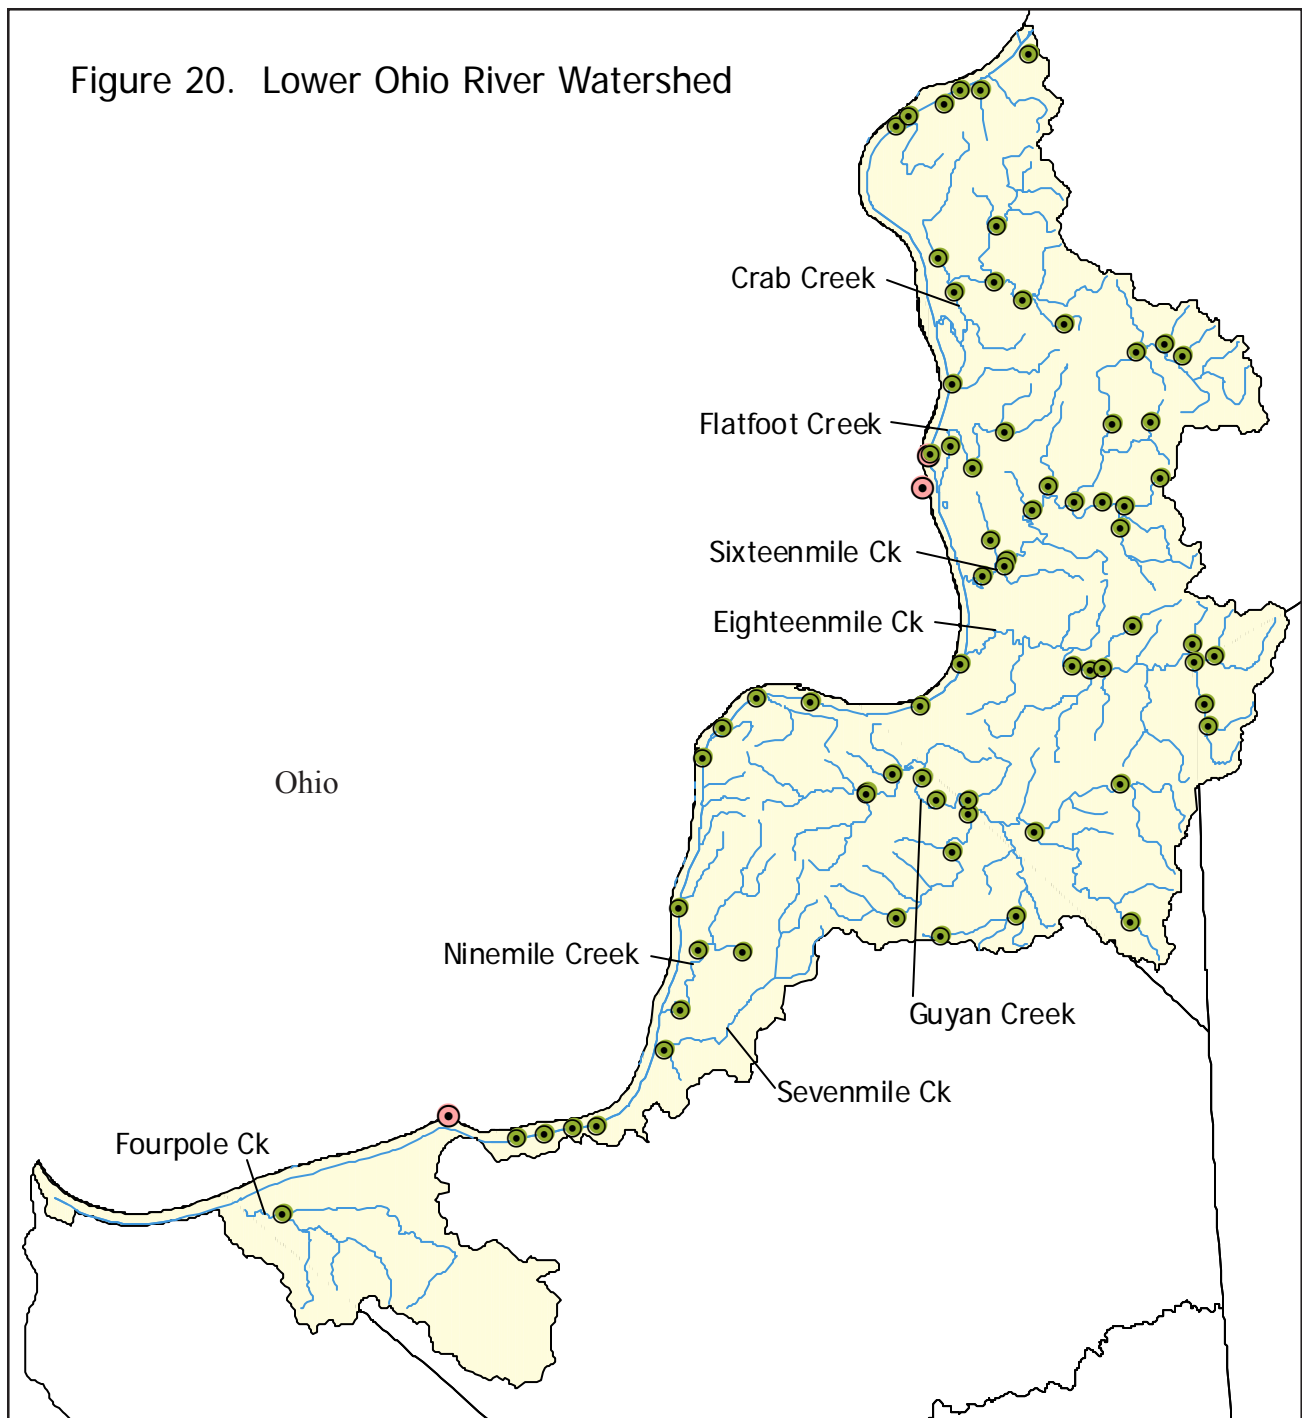 Figure 20. Lower Ohio River Watershed
Crab Creek
Flatfoot Creek
Sixteenmile Ck
Eighteenmile Ck
Ohio
Ninemile Creek
Guyan Creek
Sevenmile Ck
Fourpole Ck